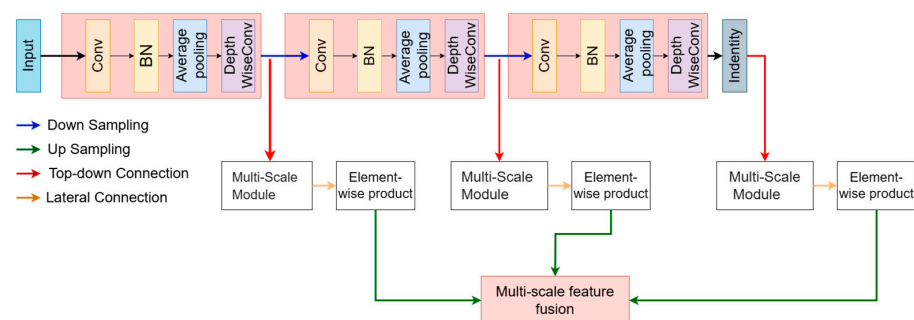 Input
Conv
BN
Average
pooling
Depth
WiseConv
Conv
BN
Average
pooling
Depth
WiseConv
Conv
BN
Average
pooling
Depth
WiseConv
Indentity
Down Sampling
Up Sampling
Top-down Connection
Lateral Connection
Multi-Scale
Module
Element-
wise product
Multi-Scale
Module
Element-
wise product
Multi-Scale
Module
Element-
wise product
Multi-scale feature
fusion